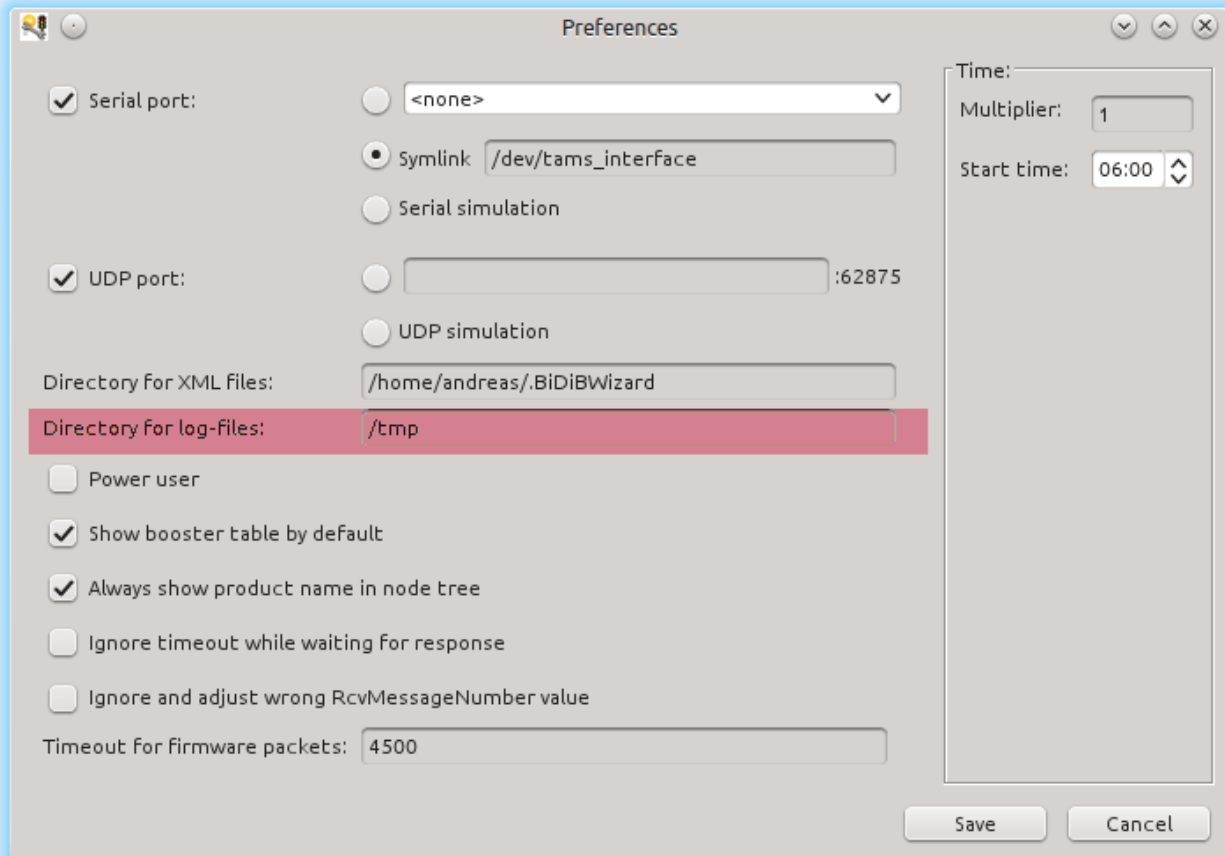 Preferences
Serial port: <none>
Symlink /dev/tams_interface
Serial simulation
UDP port: :62875
UDP simulation
Directory for XML files: /home/andreas/.BiDiBWizard
Directory for log-files: /tmp
Power user
Show booster table by default
Always show product name in node tree
Ignore timeout while waiting for response
Ignore and adjust wrong RcvMessageNumber value
Timeout for firmware packets: 4500
Time:
Multiplier: 1
Start time: 06:00
Save Cancel